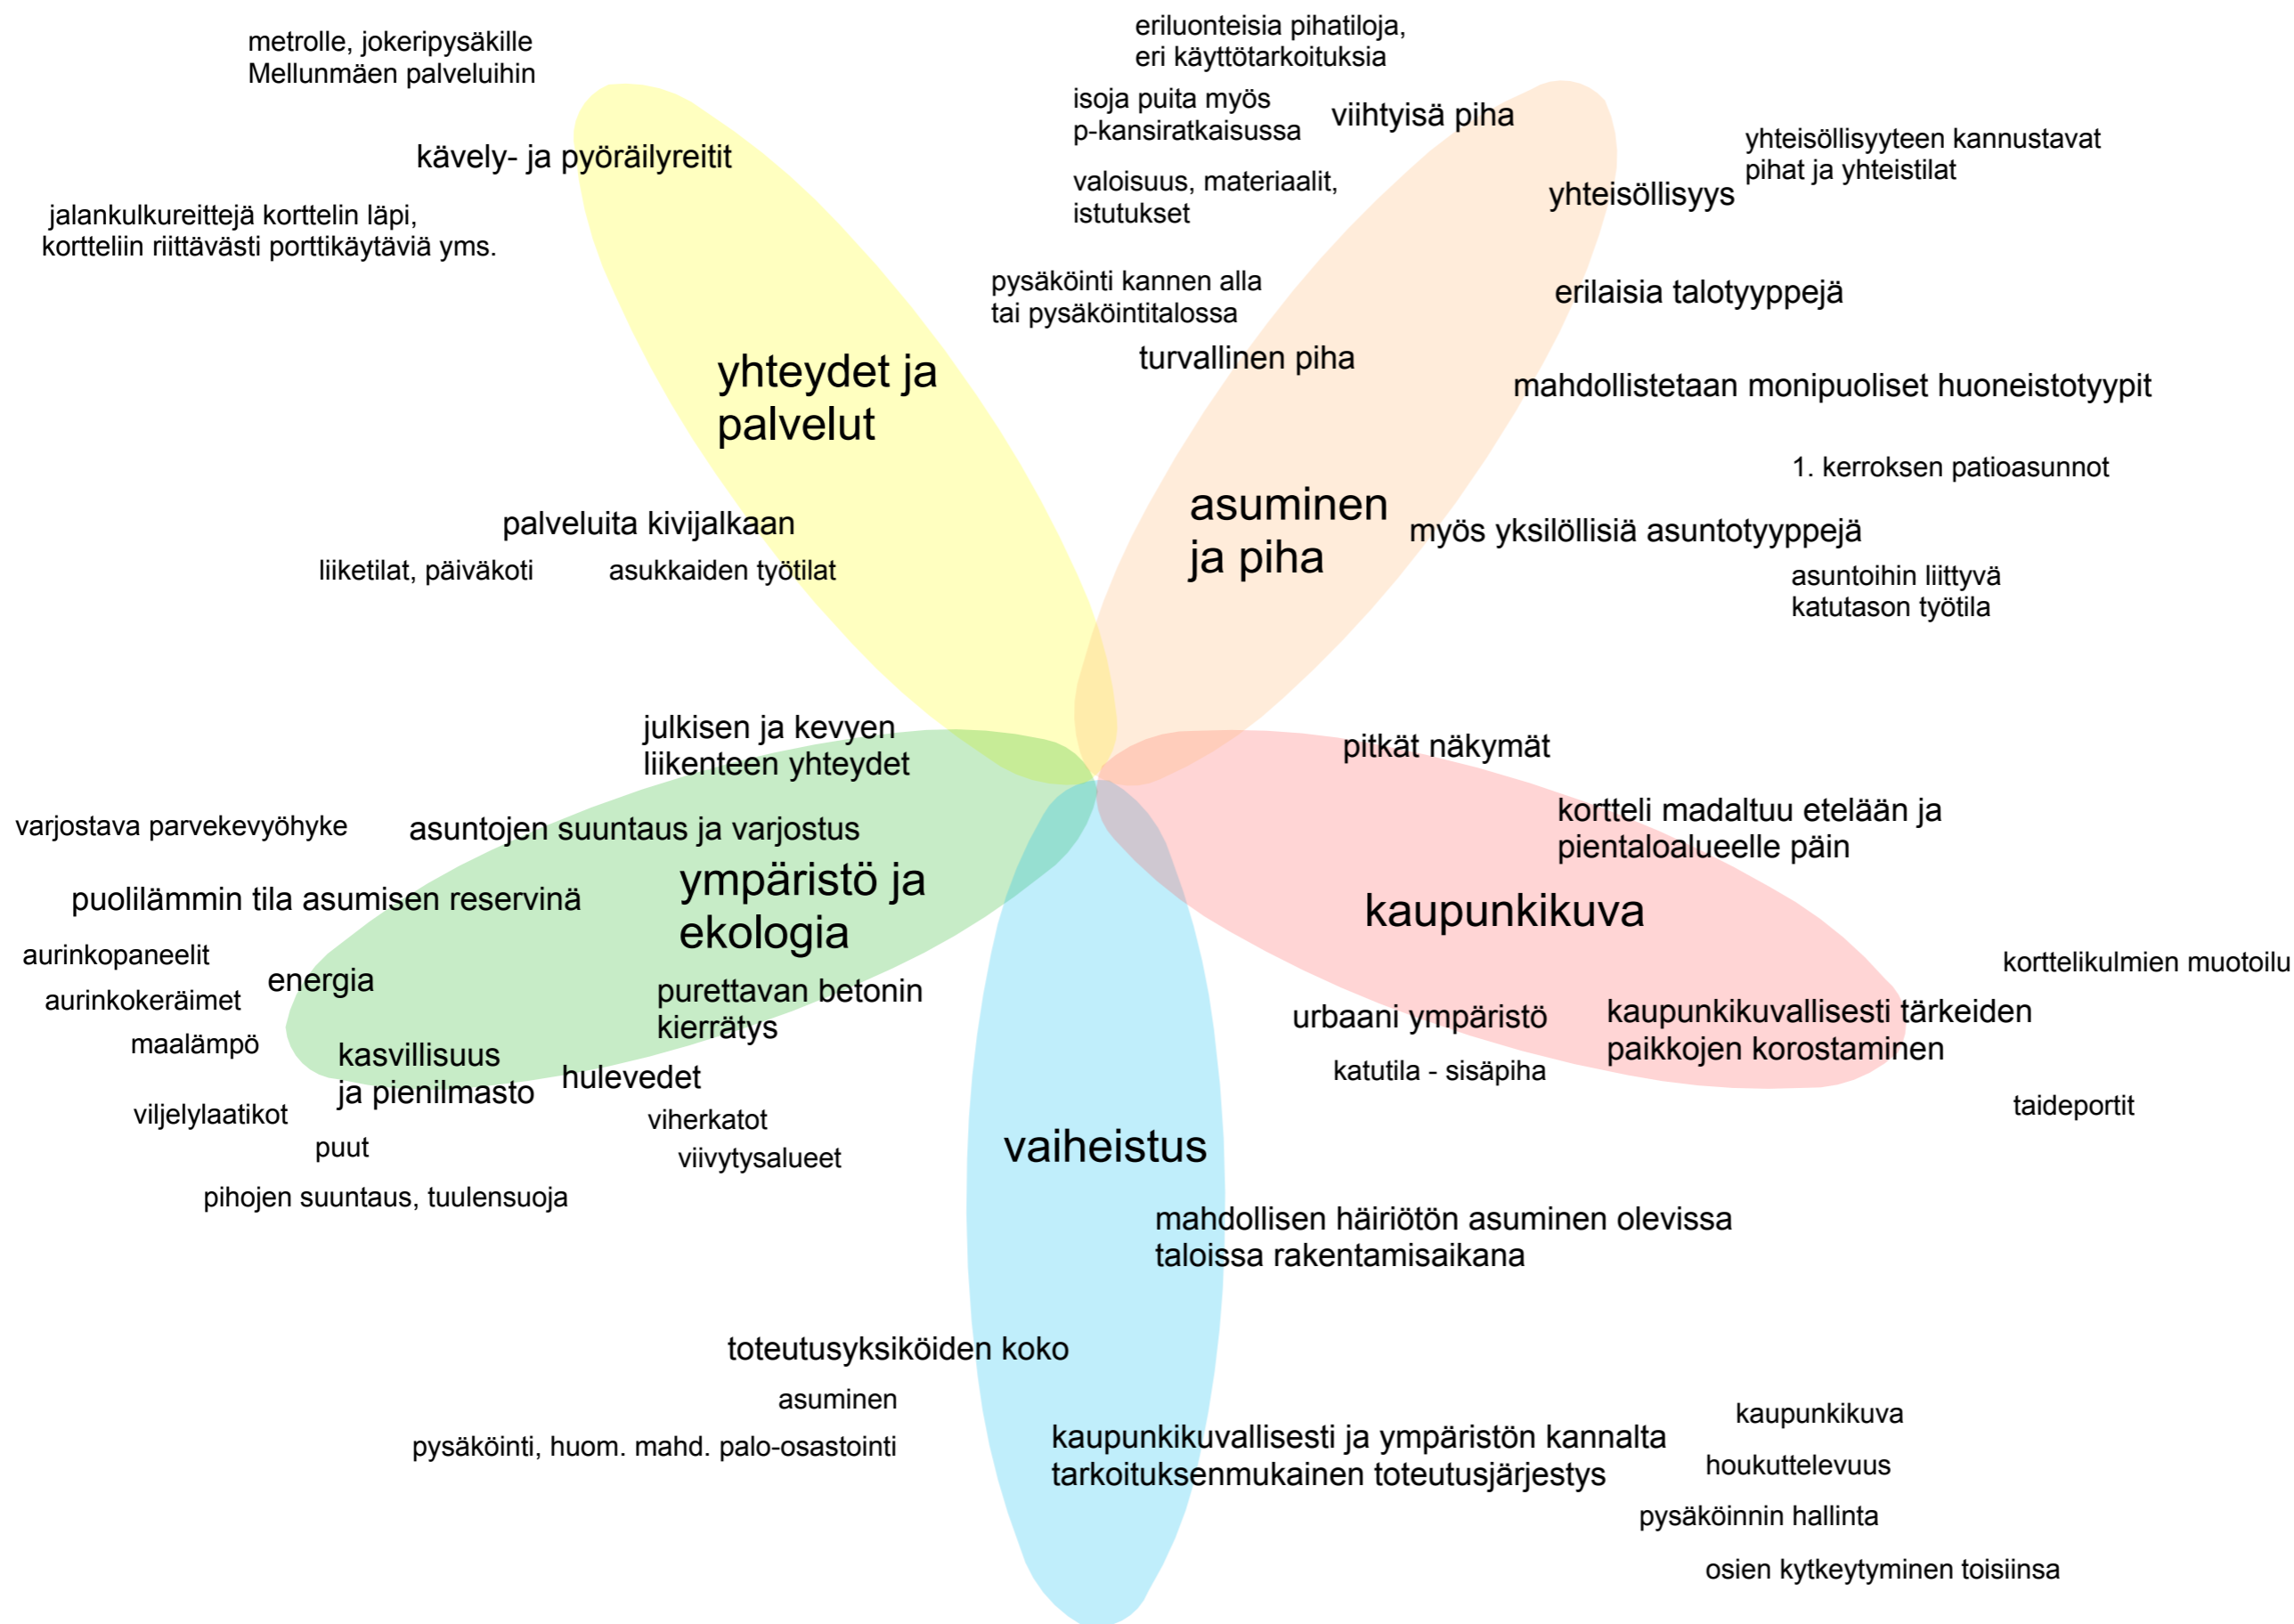 metrolle, jokeripysäkille
Mellunmäen palveluihin
kävely- ja pyöräilyreitit
jalankulkureittejä korttelin läpi,
kortteliin riittävästi porttikäytäviä yms.
yhteydet ja
palvelut
palveluita kivijalkaan
liiketilat, päiväkoti
asukkaiden työtilat
eriluonteisia pihatiloja,
eri käyttötarkoituksia
isoja puita myös
p-kansiratkaisussa
viihtyisä piha
valoisuus, materiaalit,
istutukset
yhteisöllisyyteen kannustavat
pihat ja yhteistilat
yhteisöllisyys
pysäköinti kannen alla
tai pysäköintitalossa
turvallinen piha
erilaisia talotyyppejä
mahdollistetaan monipuoliset huoneistotyypit
1. kerroksen patioasunnot
asuminen
ja piha
myös yksilöllisiä asuntotyyppejä
asuntoihin liittyvä
katutason työtila
julkisen ja kevyen
liikenteen yhteydet
varjostava parvekevyöhyke
asuntojen suuntaus ja varjostus
ympäristö ja
ekologia
puolilämmin tila asumisen reservinä
aurinkopaneelit
energia
aurinkokeräimet
maalämpö
purettavan betonin
kierrätys
kasvillisuus
ja pienilmasto
hulevedet
viljelylaatikot
puut
viherkatot
viivytysalueet
pihojen suuntaus, tuulensuoja
pitkät näkymät
kortteli madaltuu etelään ja
pientaloalueelle päin
kaupunkikuva
korttelikulmien muotoilu
urbaani ympäristö
katutila - sisäpiha
kaupunkikuvallisesti tärkeiden
paikkojen korostaminen
taideportit
vaiheistus
mahdollisen häiriötön asuminen olevissa
taloissa rakentamisaikana
toteutusyksiköiden koko
asuminen
pysäköinti, huom. mahd. palo-osastointi
kaupunkikuvallisesti ja ympäristön kannalta
tarkoituksenmukainen toteutusjärjestys
kaupunkikuva
houkuttelevuus
pysäköinnin hallinta
osien kytkeytyminen toisiinsa